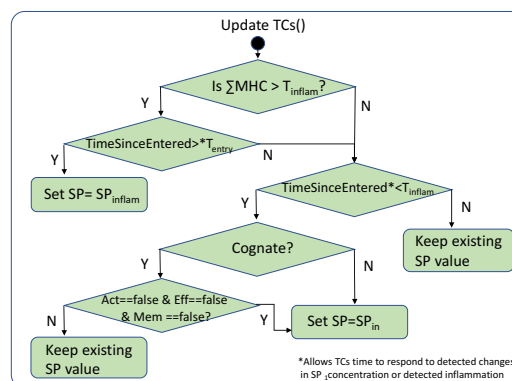 Update TCs()
Is ∑MHC > Tinflam?
Y
N
TimeSinceEntered>*Tentry
N
Y
Set SP= SPinflam
TimeSinceEntered*<Tinflam
Y
N
Keep existing
SP value
Cognate?
Y
N
Act==false & Eff==false
& Mem ==false?
Y
N
Set SP=SPin
Keep existing
SP value
*Allows TCs time to respond to detected changes
in SP 1concentration or detected inflammation